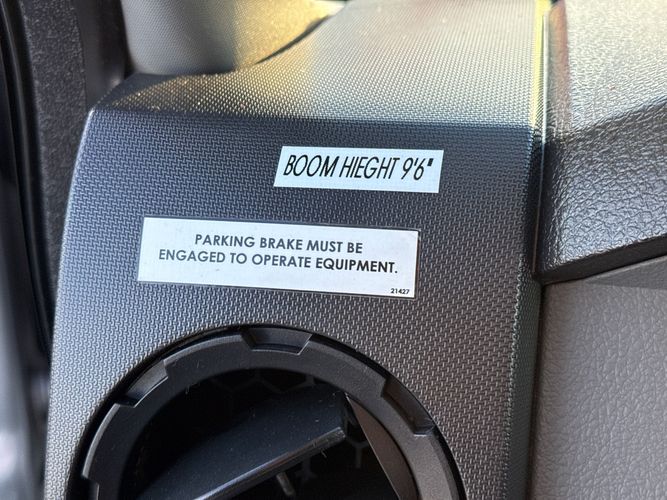 BOOM HIEGHT 9'6"
PARKING BRAKE MUST BE
ENGAGED TO OPERATE EQUIPMENT.
21427